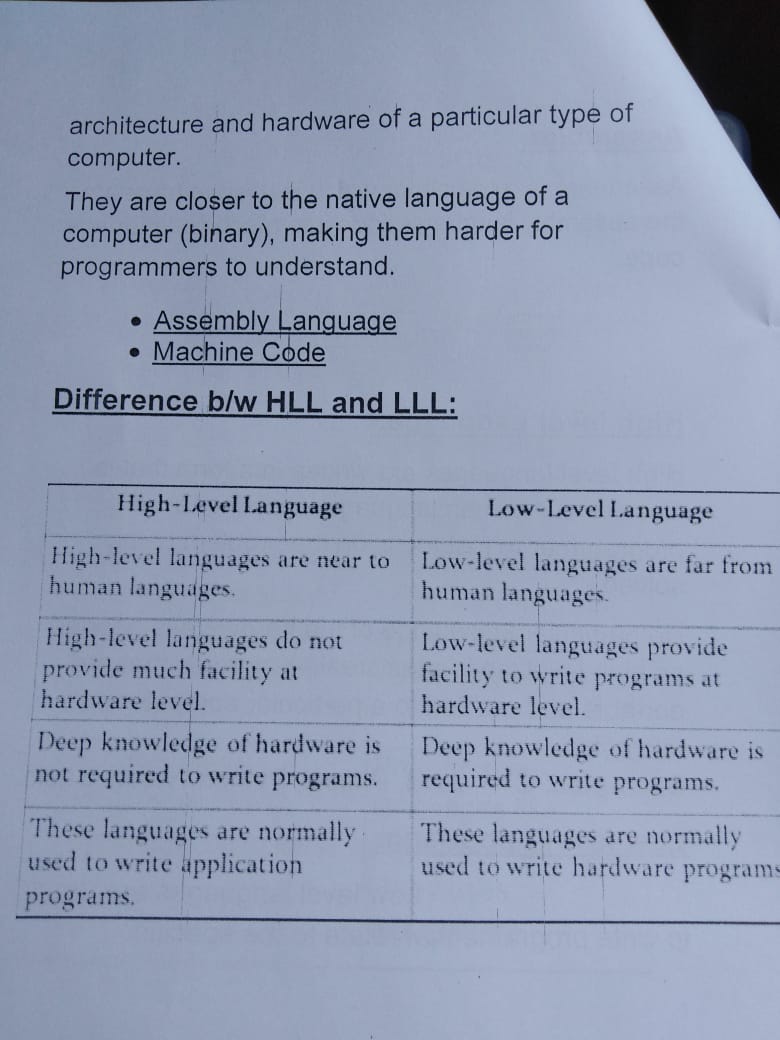 architecture and hardware of a particular type of
computer.
They are closer to the native language of a
computer (binary), making them harder for
programmers to understand.
• Assembly Language
• Machine Code
Difference b/w HLL and LLL:
High-Level Language
Low-Level Language
High-level languages are near to
human languages.
Low-level languages are far from
human languages.
High-level languages do not
provide much facility at
hardware level.
Low-level languages provide
facility to write programs at
hardware level.
Deep knowledge of hardware is
not required to write programs.
Deep knowledge of hardware is
required to write programs.
These languages are normally
used to write application
programs.
These languages are normally
used to write hardware programs